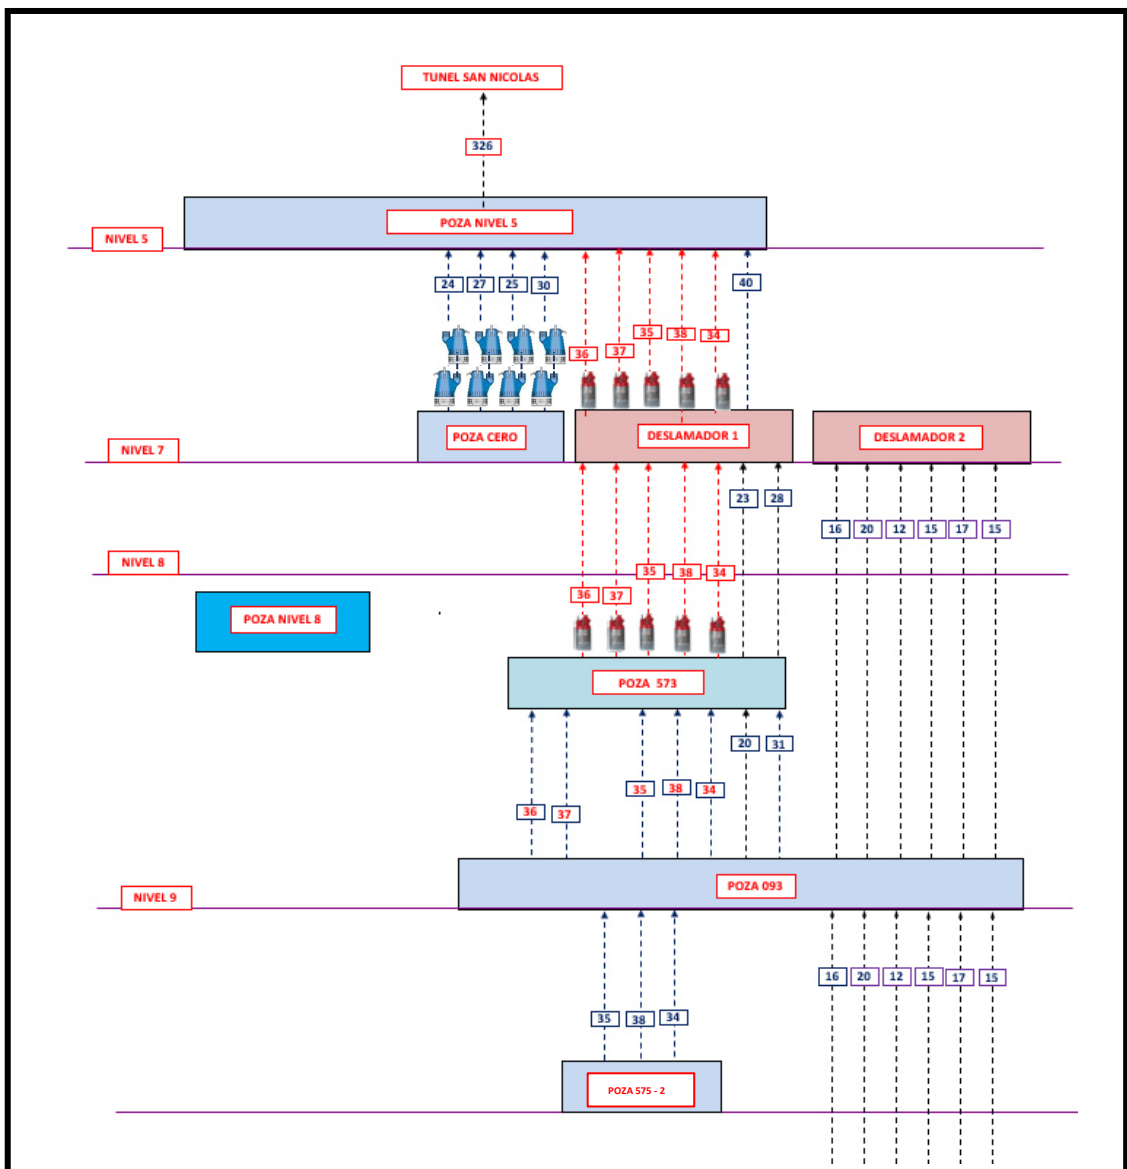 TUNEL SAN NICOLAS
326
POZA NIVEL 5
NIVEL 5
24 27 25 30 40
35 38 34
36 37
POZA CERO DESLAMADOR 1 DESLAMADOR 2
NIVEL 7
23 28
16 20 12 15 17 15
NIVEL 8
35 38 34
36 37
POZA NIVEL 8
POZA 573
20 31
35 38 34
36 37
POZA 093
NIVEL 9
16 20 12 15 17 15
35 38 34
POZA 575 - 2